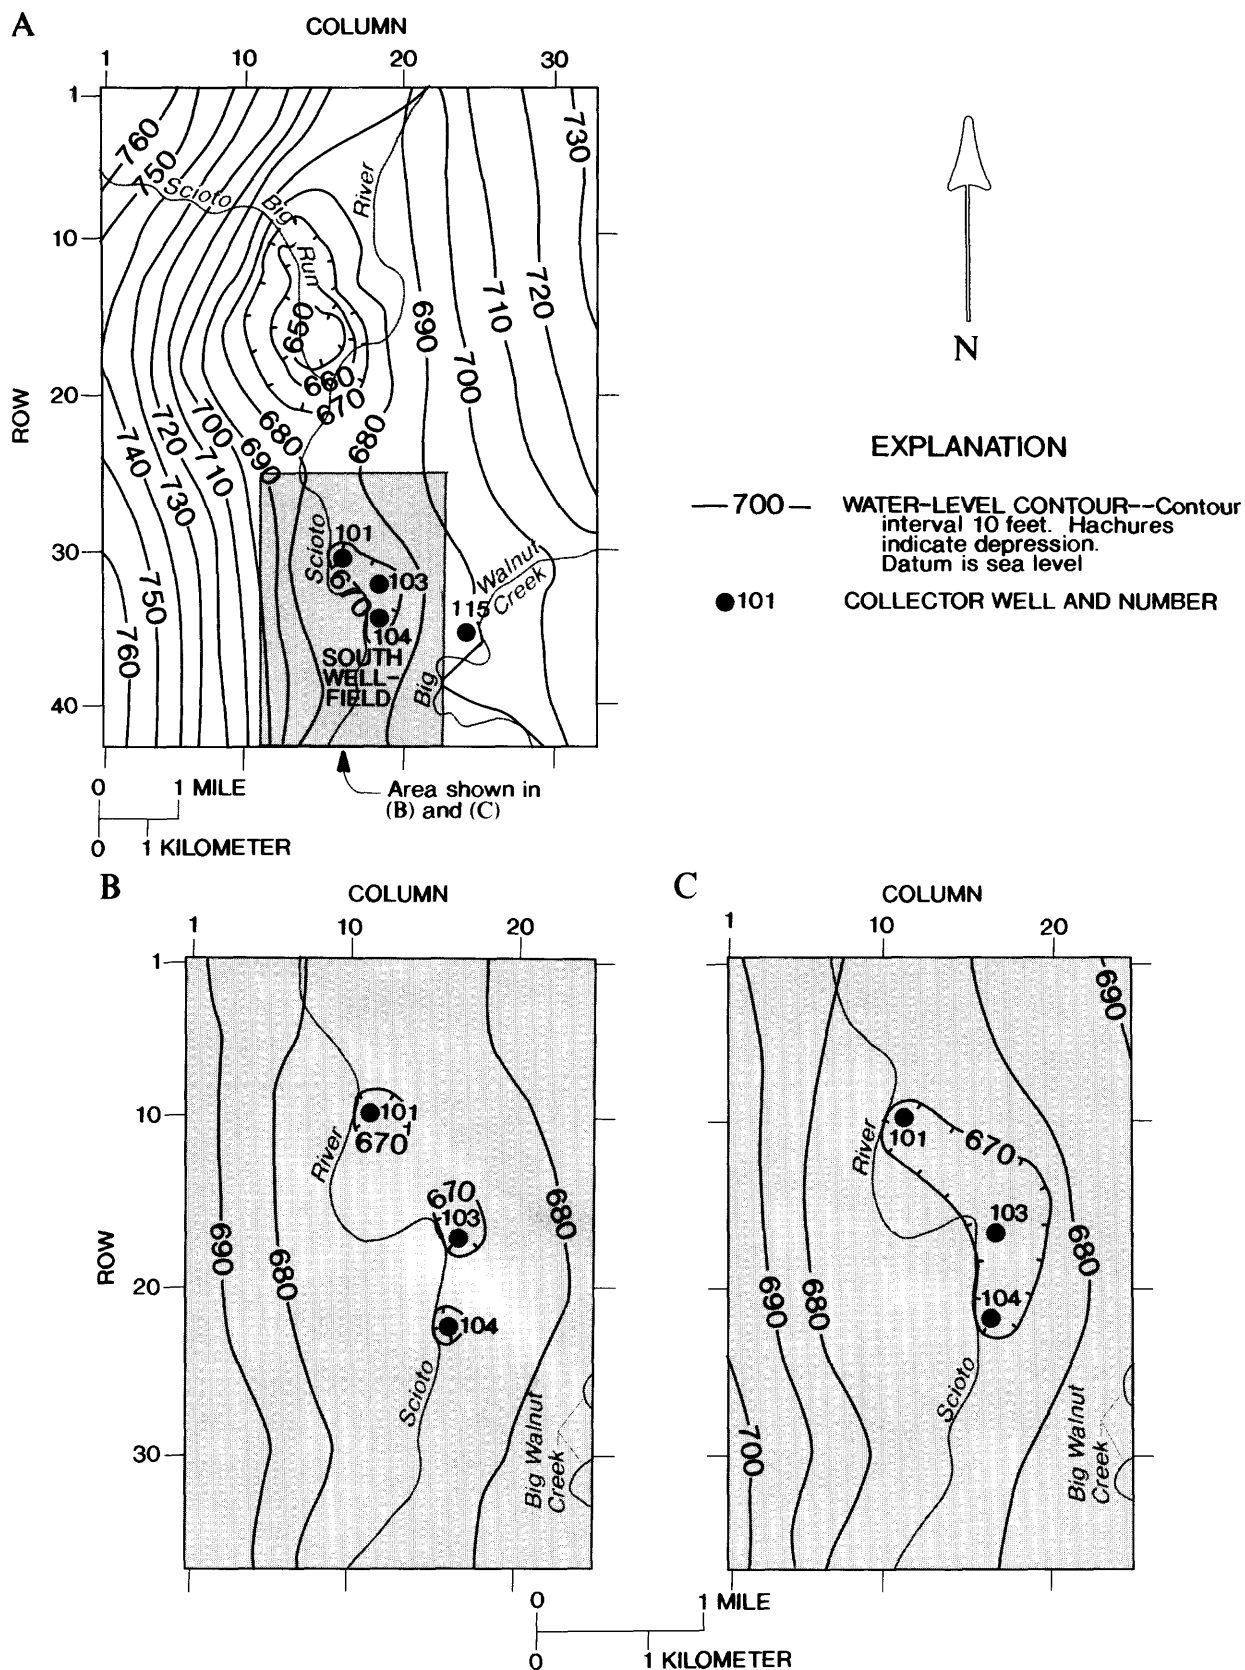 A
COLUMN
1 10 20 30
1
10
20
30
40
ROW
760
750
Scioto
Big
Run
River
730
720
710
690
700
650
660
670
680
680
700
690
720
710
740
730
750
760
101
Scioto
670
103
104
115
Walnut
Creek
Big
SOUTH
WELL-
FIELD
0 1 MILE
0 1 KILOMETER
Area shown in
(B) and (C)
N
EXPLANATION
—700— WATER-LEVEL CONTOUR--Contour
interval 10 feet. Hachures
indicate depression.
Datum is sea level
101 COLLECTOR WELL AND NUMBER
B
COLUMN
1 10 20
1
10
20
30
ROW
101
670
River
670
103
680
690
680
104
Scioto
Big Walnut
Creek
C
COLUMN
1 10 20
690
101
River
670
103
680
690
680
104
Scioto
700
Big Walnut
Creek
0 1 MILE
0 1 KILOMETER